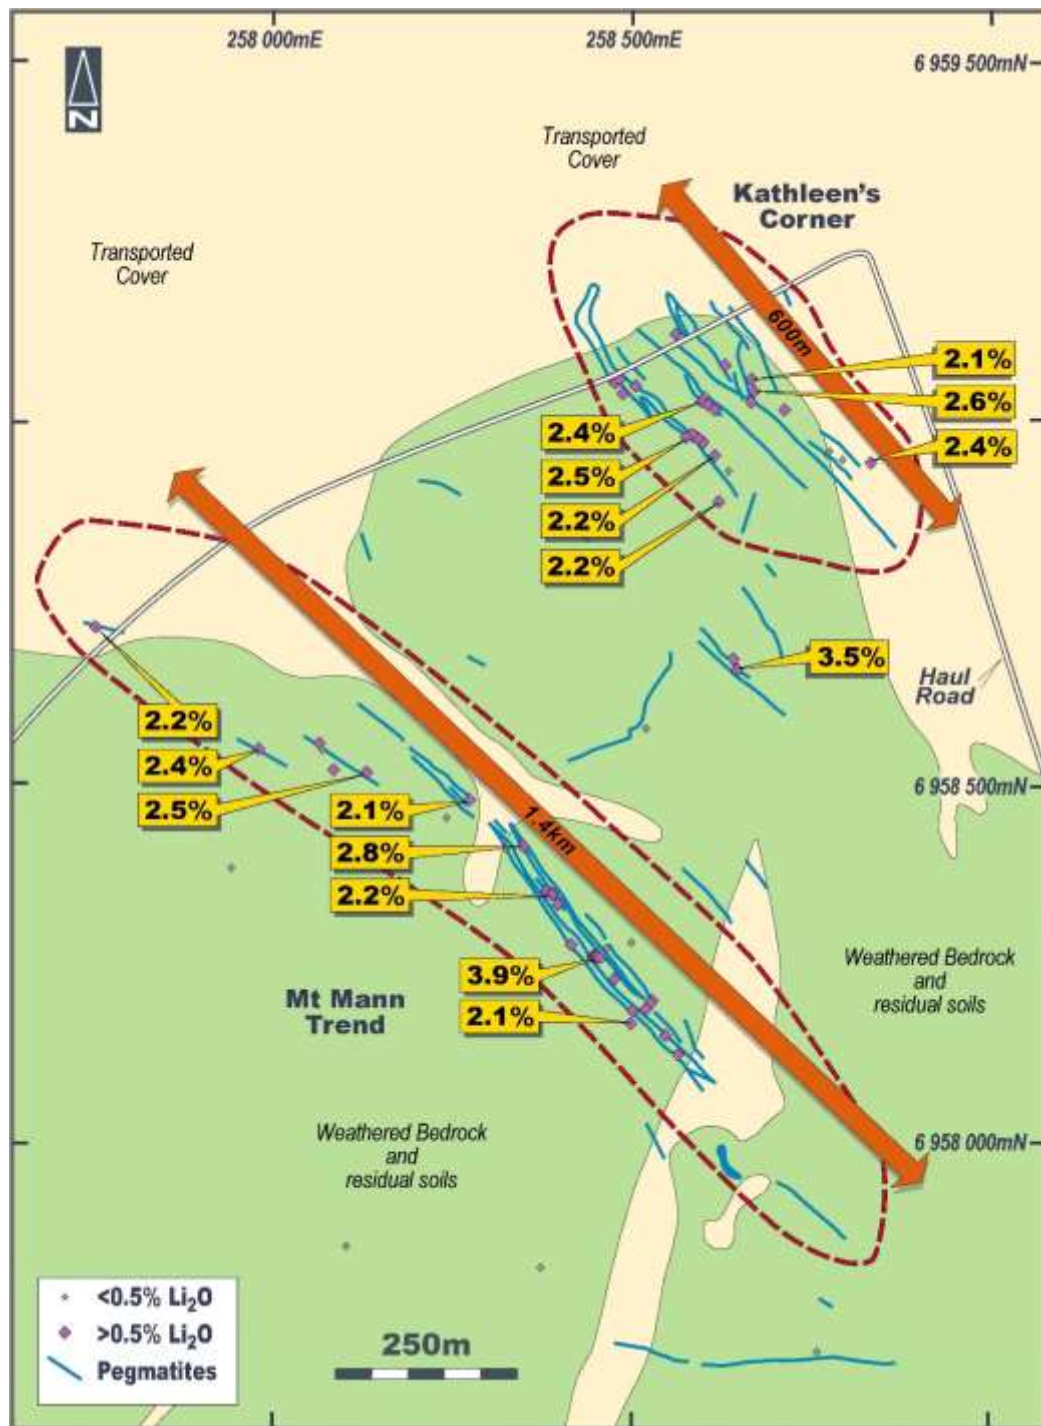 258 000mE
258 500mE
6 959 500mN
N
Transported
Cover
Kathleen's
Corner
Transported
Cover
600m
2.1%
2.6%
2.4%
2.4%
2.5%
2.2%
2.2%
3.5%
Haul
Road
2.2%
2.4%
2.5%
6 958 500mN
2.1%
2.8%
2.2%
1.4km
3.9%
2.1%
Mt Mann
Trend
Weathered Bedrock
and
residual soils
Weathered Bedrock
and
residual soils
6 958 000mN
<0.5% Li₂O
>0.5% Li₂O
Pegmatites
250m